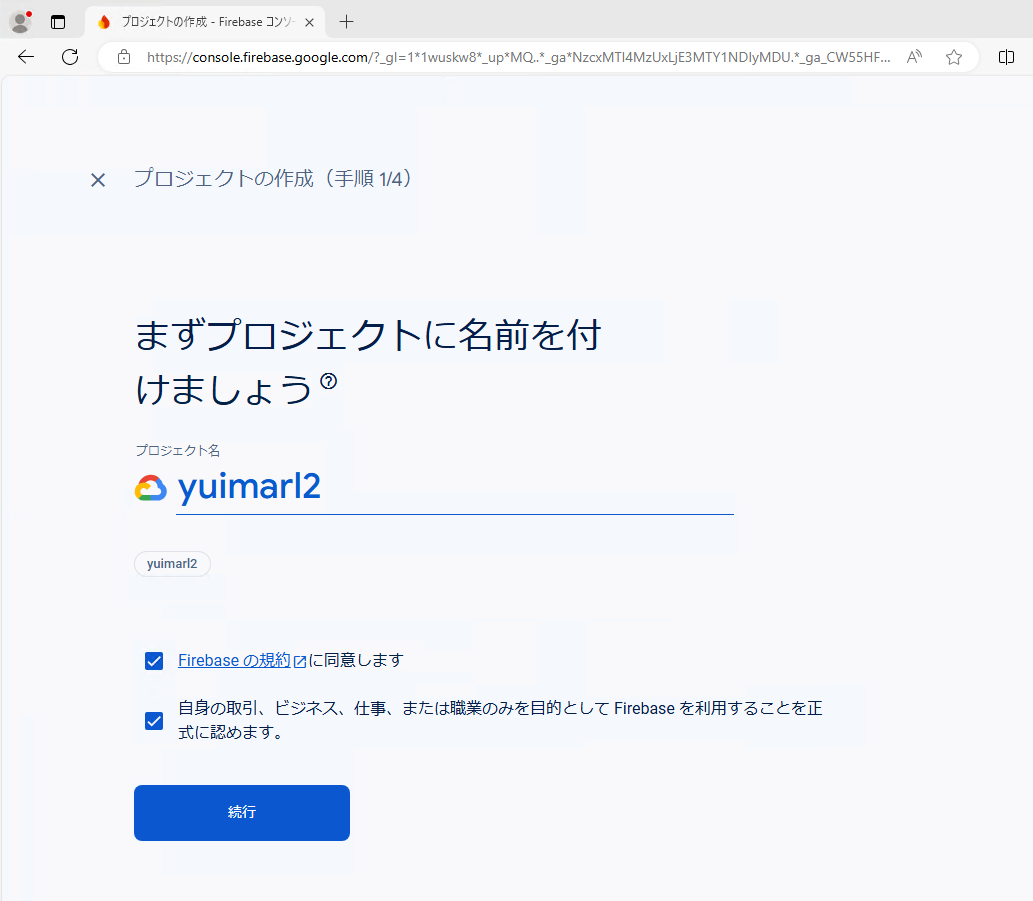 プロジェクトの作成 - Firebase コンソ
https://console.firebase.google.com/?_gl=1*1wuskw8*_up*MQ..*_ga*NzcxMTI4MzUxLjE3MTY1NDIyMDU.*_ga_CW55HF...
プロジェクトの作成（手順 1/4）
まずプロジェクトに名前を付
けましょう
プロジェクト名
yuimarl2
yuimarl2
Firebase の規約に同意します
自身の取引、ビジネス、仕事、または職業のみを目的として Firebase を利用することを正
式に認めます。
続行